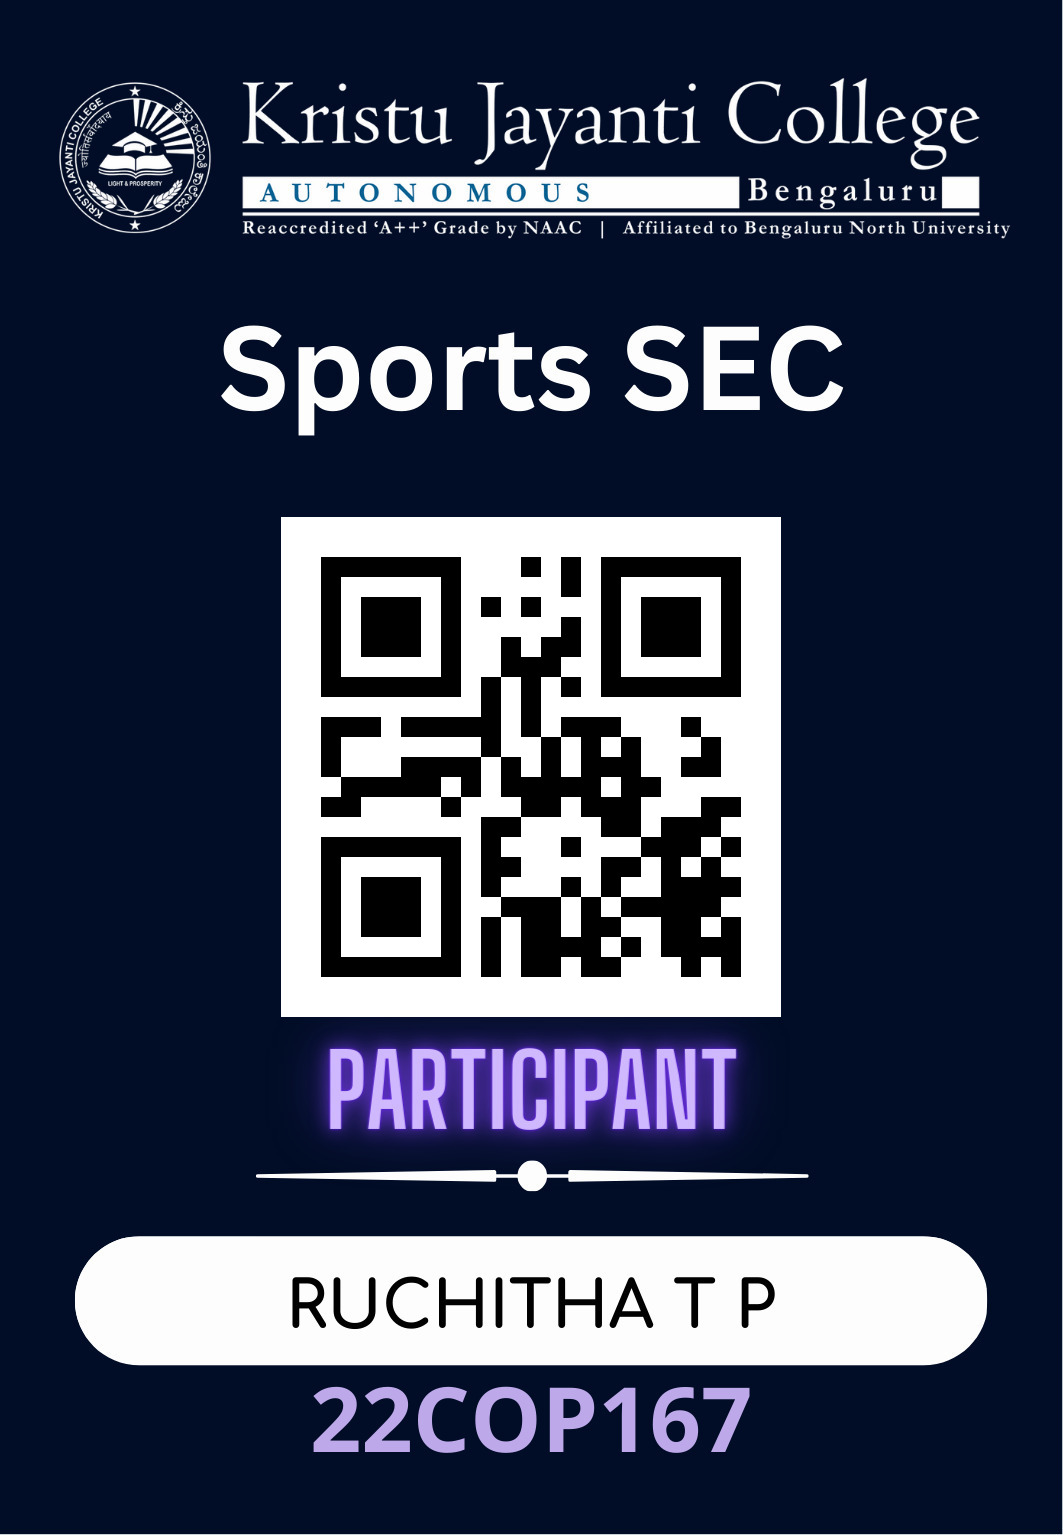 KRISTU JAYANTI COLLEGE
ಕ್ರಿಸ್ತು ಜಯಂತಿ ಕಾಲೇಜು
LIGHT & PROSPERITY
Kristu Jayanti College
AUTONOMOUS Bengaluru
Reaccredited ‘A++’ Grade by NAAC | Affiliated to Bengaluru North University
Sports SEC
PARTICIPANT
RUCHITHA T P
22COP167